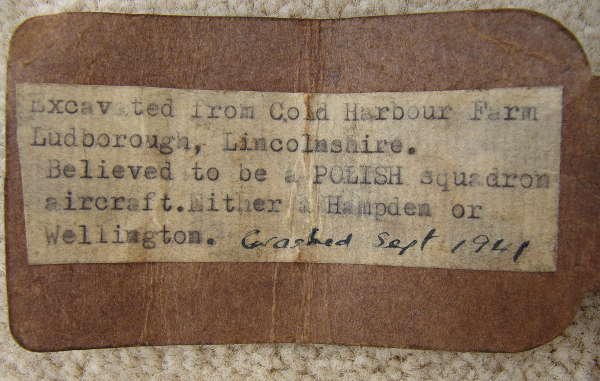 Excavated from Cold Harbour Farm
Ludborough, Lincolnshire.
Believed to be a POLISH squadron
aircraft.Nither a Hampden or
Wellington. Crashed Sept 1941